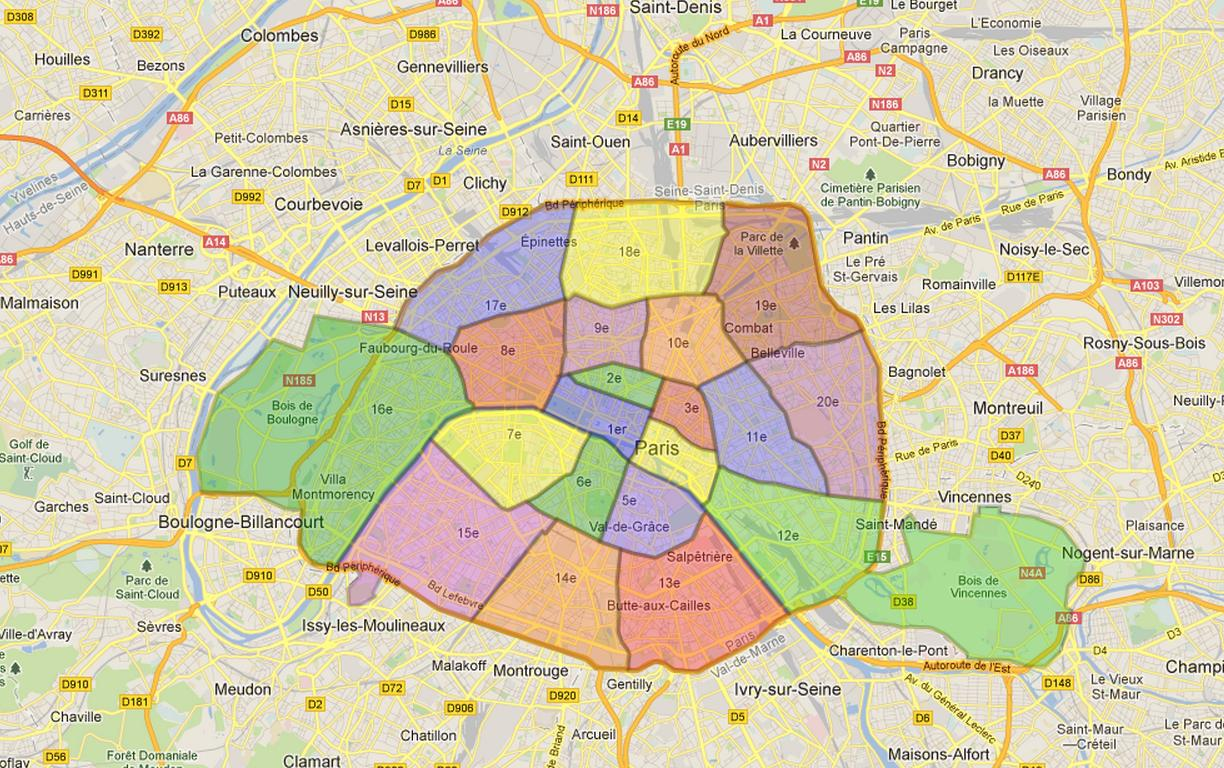 D308
A86
N186
Saint-Denis
E19
Le Bourget
D392
Colombes
D986
A1
La Courneuve
Paris
Campagne
L'Economie
Les Oiseaux
Houilles
Bezons
Gennevilliers
Autoroute du Nord
A86
A86
N2
Drancy
D311
D15
N186
la Muette
Village
Parisien
Carrières
A86
D14
E19
Petit-Colombes
Asnières-sur-Seine
La Seine
Saint-Ouen
A1
Aubervilliers
Quartier
Pont-De-Pierre
N2
Bobigny
Av. Aristide
La Garenne-Colombes
D7
D1
Clichy
D111
Seine-Saint-Denis
Paris
Cimetière Parisien
de Pantin-Bobigny
A86
Bondy
Yvelines
Hauts-de-Seine
D992
Courbevoie
D912
Bd Périphérique
Rue de Paris
Av. de Paris
Nanterre
A14
Levallois-Perret
Épinettes
18e
Parc de
la Villette
Pantin
Noisy-le-Sec
D991
D913
Le Pré
St-Gervais
D117E
A103
Villemo
Malmaison
Puteaux
Neuilly-sur-Seine
17e
19e
Romainville
Les Lilas
N302
N13
9e
Combat
Faubourg-du-Roule
8e
10e
Belleville
Rosny-Sous-Bois
A86
Suresnes
N185
2e
Bagnolet
A186
Bois de
Boulogne
16e
3e
20e
Montreuil
Neuilly-
1er
11e
Golf de
Saint-Cloud
7e
Paris
Bd Périphérique
Rue de Paris
D37
D40
D7
Villa
Montmorency
6e
D240
Saint-Cloud
5e
Vincennes
Garches
Boulogne-Billancourt
15e
Val-de-Grâce
12e
Saint-Mandé
Plaisance
Salpêtrière
E15
Nogent-sur-Marne
Parc de
Saint-Cloud
D910
Bd Périphérique
14e
13e
Bois de
Vincennes
N4A
D86
D50
Bd Lefebvre
Butte-aux-Cailles
D38
A86
Sèvres
Issy-les-Moulineaux
Paris
Val-de-Marne
Ville-d'Avray
Charenton-le-Pont
D3
D4
Malakoff
Montrouge
Autoroute de l'Est
Champ
D910
Meudon
D72
Gentilly
Ivry-sur-Seine
Av. du Général Leclerc
D148
Le Vieux
St-Maur
D181
D2
D906
D920
Chaville
D5
D6
Chatillon
Arcueil
Saint-Maur
—Créteil
Le Parc de
St-Maur
D56
Forêt Domaniale
de Meudon
Clamart
Maisons-Alfort